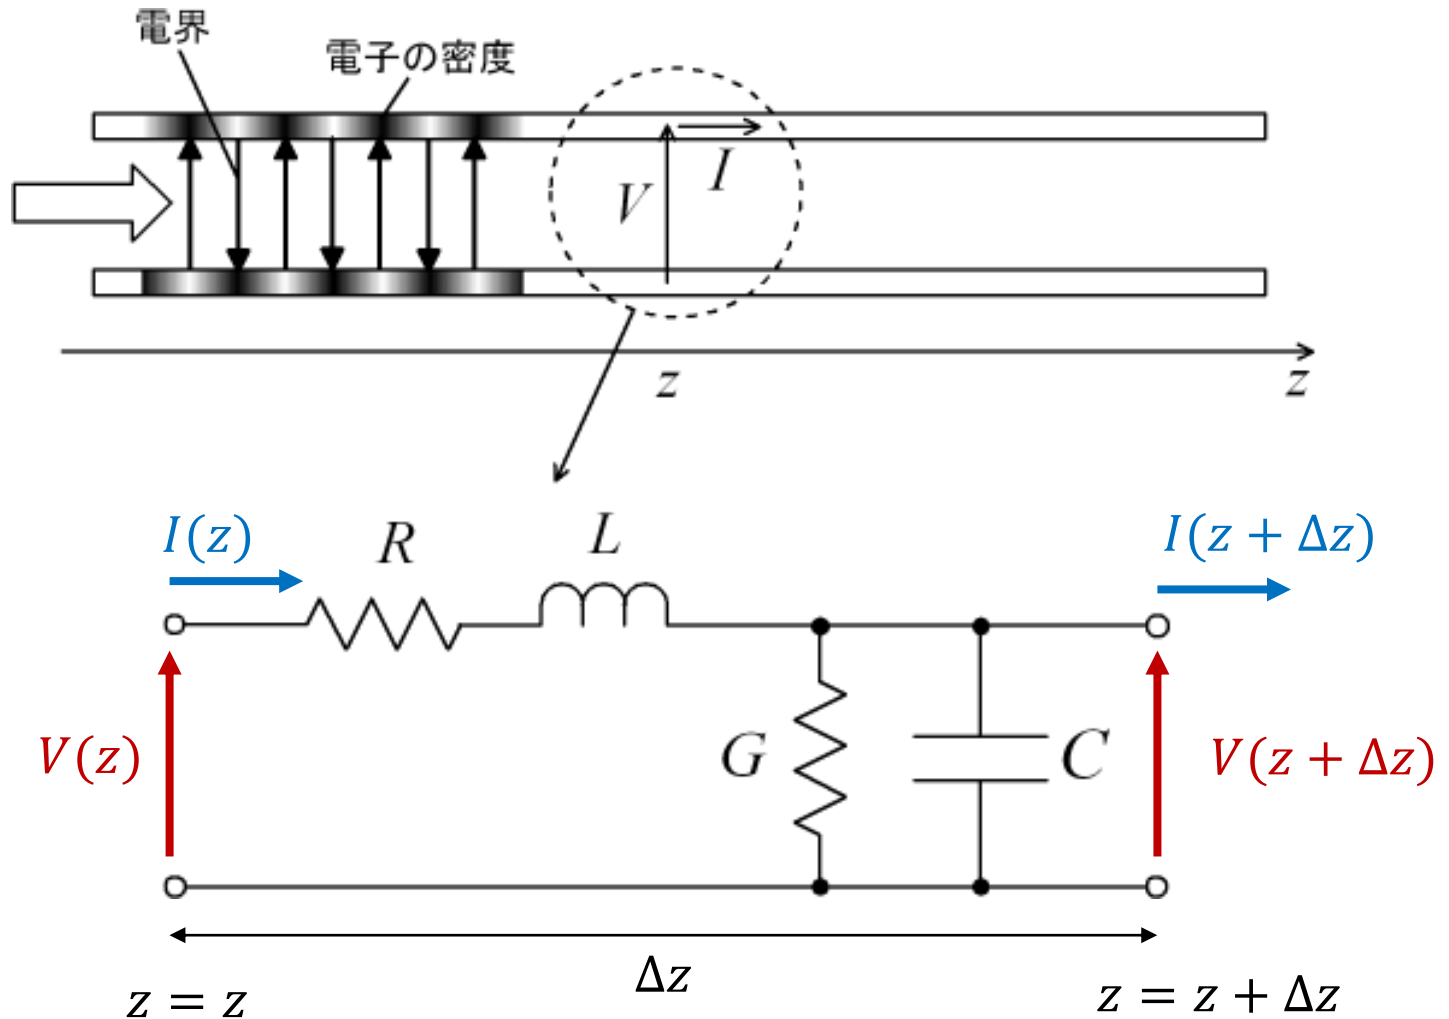 電界
電子の密度
I
V
z
z
I(z)
R
L
I(z + Δz)
V(z)
G
C
V(z + Δz)
Δz
z = z
z = z + Δz